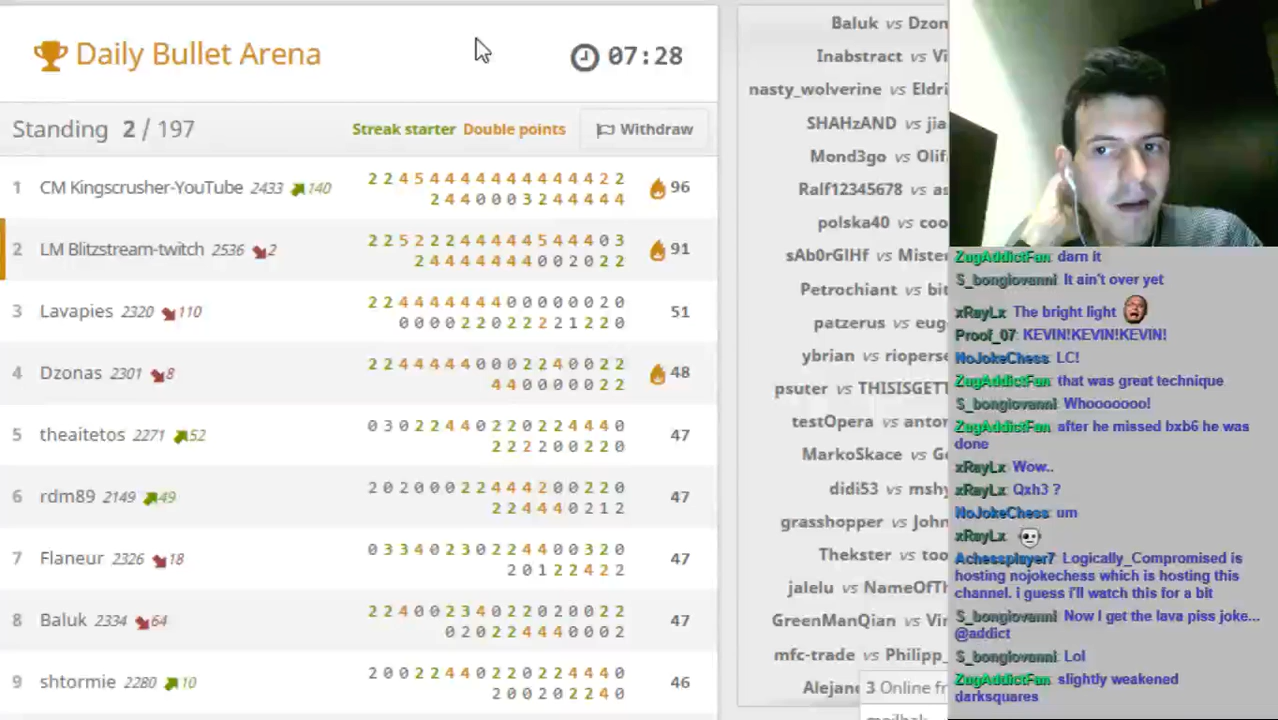 Daily Bullet Arena 07:28
Standing 2 / 197 Streak starter Double points Withdraw
1 CM Kingscrusher-YouTube 2433 140 2 2 4 5 4 4 4 4 4 4 4 4 4 4 4 2 2 96
2 4 4 0 0 0 3 2 4 4 4 4 4
2 LM Blitzstream-twitch 2536 2 2 2 5 2 2 2 4 4 4 4 4 5 4 4 4 0 3 91
2 4 4 4 4 4 4 4 0 0 2 0 2 2
3 Lavapies 2320 110 2 2 4 4 4 4 4 4 4 0 0 0 0 0 0 2 0 51
0 0 0 0 2 2 0 2 2 2 2 1 2 2 0
4 Dzonas 2301 8 2 2 4 4 4 4 4 4 0 0 0 2 2 4 0 2 2 48
4 4 0 0 0 0 0 0 2 2
5 theaitetos 2271 52 0 3 0 2 2 4 4 0 2 2 0 2 2 4 4 4 0 47
2 2 2 2 2 0 0 2 2 0
6 rdm89 2149 49 2 0 2 0 0 0 2 2 4 4 4 2 0 0 2 2 0 47
2 2 4 4 4 0 2 1 2
7 Flaneur 2326 18 0 3 3 4 0 2 3 0 2 2 4 4 0 0 3 2 0 47
2 0 1 2 2 4 2 2
8 Baluk 2334 64 2 2 4 0 0 2 3 4 0 2 2 0 2 0 0 2 2 47
0 2 0 2 2 4 4 4 0 0 0 2
9 shtormie 2280 10 2 0 0 2 2 4 4 0 2 2 0 2 2 4 4 4 0 46
2 0 0 2 0 2 2 4 0
Baluk vs Dzon
Inabstract vs Vi
nasty_wolverine vs Eldri
SHAHzAND vs jia
Mond3go vs Olif
Ralf12345678 vs as
polska40 vs coo
sAb0rGlHf vs Miste
Petrochiant vs bit
patzerus vs eug
ybrian vs rioperse
psuter vs THISISGETT
testOpera vs anto
MarkoSkace vs G
didi53 vs mshy
grasshopper vs John
Thekster vs too
jalelu vs NameOfTh
GreenManQian vs Vir
mfc-trade vs Philipp_
Alejan
3 Online fr
ZugAddictFan darn it
S_bongiovanni It ain't over yet
xRayLx The bright light
Proof_07 KEVIN!KEVIN!KEVIN!
NoJokeChess LC!
ZugAddictFan that was great technique
S_bongiovanni Whooooooo!
ZugAddictFan after he missed bxb6 he was
done
xRayLx Wow..
xRayLx Qxh3 ?
NoJokeChess um
xRayLx
Achessplayer7 Logically_Compromised is
hosting nojokechess which is hosting this
channel. i guess i'll watch this for a bit
S_bongiovanni Now I get the lava piss joke...
@addict
S_bongiovanni Lol
ZugAddictFan slightly weakened
darksquares